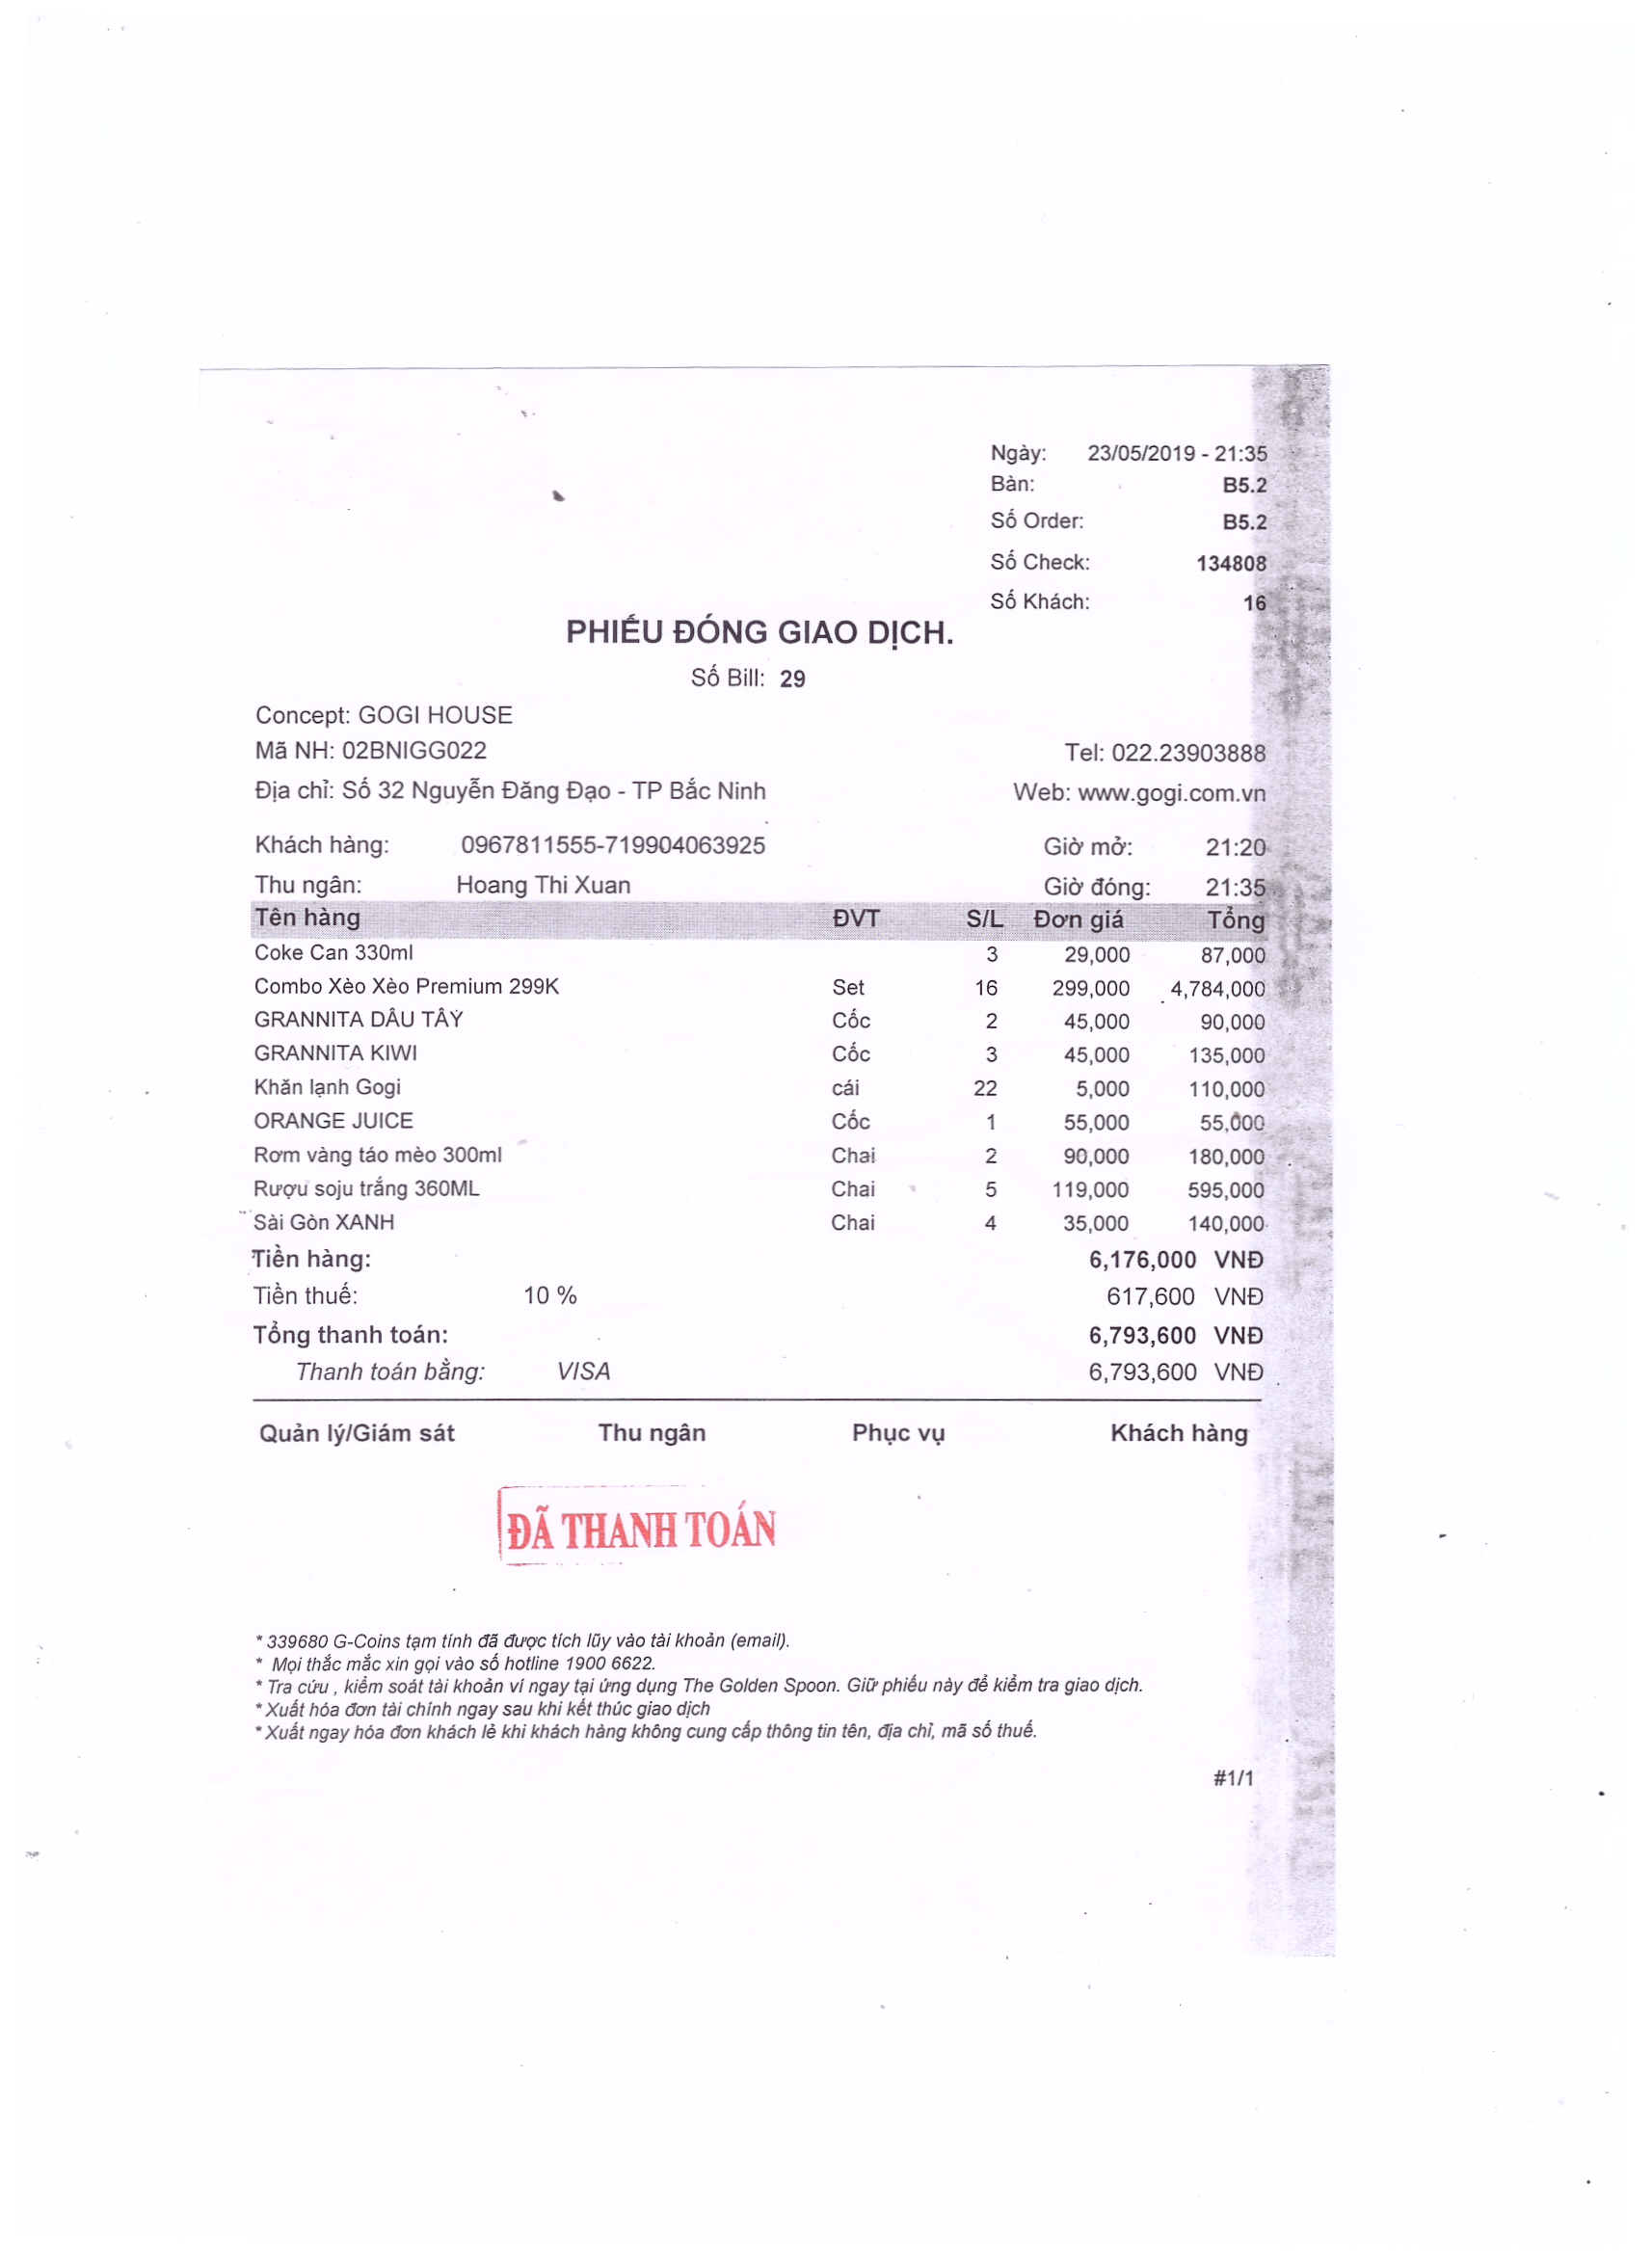 Ngày: 23/05/2019 - 21:35
Bàn: B5.2
Số Order: B5.2
Số Check: 134808
Số Khách: 16
PHIẾU ĐÓNG GIAO DỊCH.
Số Bill: 29
Concept: GOGI HOUSE
Mã NH: 02BNIGG022 Tel: 022.23903888
Địa chỉ: Số 32 Nguyễn Đăng Đạo - TP Bắc Ninh Web: www.gogi.com.vn
Khách hàng: 0967811555-719904063925 Giờ mở: 21:20
Thu ngân: Hoang Thi Xuan Giờ đóng: 21:35
Tên hàng ĐVT S/L Đơn giá Tổng
Coke Can 330ml 3 29,000 87,000
Combo Xèo Xèo Premium 299K Set 16 299,000 4,784,000
GRANNITA DÂU TÂY Cốc 2 45,000 90,000
GRANNITA KIWI Cốc 3 45,000 135,000
Khăn lạnh Gogi cái 22 5,000 110,000
ORANGE JUICE Cốc 1 55,000 55,000
Rơm vàng táo mèo 300ml Chai 2 90,000 180,000
Rượu soju trắng 360ML Chai 5 119,000 595,000
Sài Gòn XANH Chai 4 35,000 140,000
Tiền hàng: 6,176,000 VNĐ
Tiền thuế: 10 % 617,600 VNĐ
Tổng thanh toán: 6,793,600 VNĐ
Thanh toán bằng: VISA 6,793,600 VNĐ
Quản lý/Giám sát Thu ngân Phục vụ Khách hàng
ĐÃ THANH TOÁN
* 339680 G-Coins tạm tính đã được tích lũy vào tài khoản (email).
* Mọi thắc mắc xin gọi vào số hotline 1900 6622.
* Tra cứu , kiểm soát tài khoản ví ngay tại ứng dụng The Golden Spoon. Giữ phiếu này để kiểm tra giao dịch.
* Xuất hóa đơn tài chính ngay sau khi kết thúc giao dịch
* Xuất ngay hóa đơn khách lẻ khi khách hàng không cung cấp thông tin tên, địa chỉ, mã số thuế.
#1/1